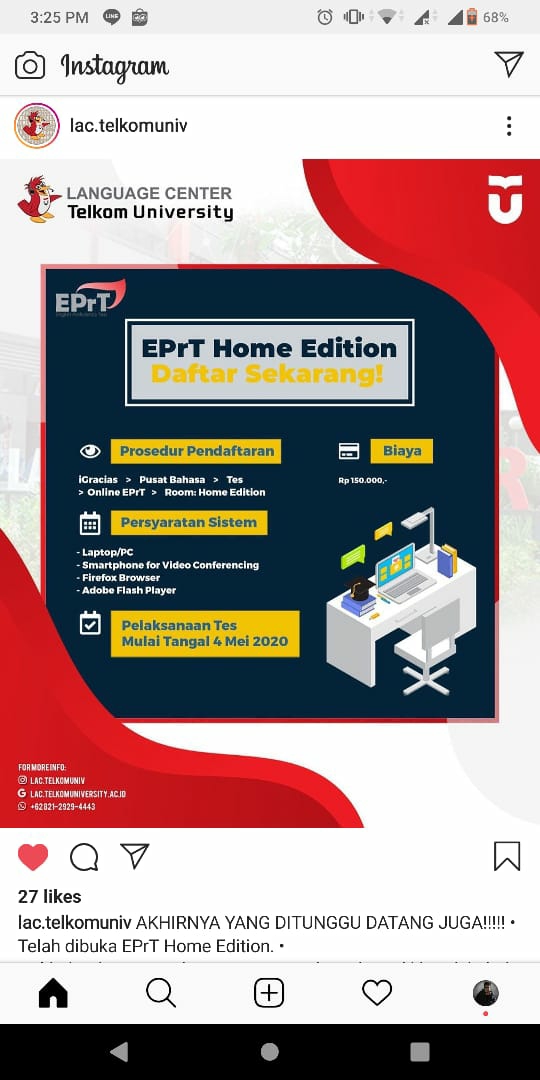 3:25 PM
LINE
68%
Instagram
lac.telkomuniv
LANGUAGE CENTER
Telkom University
EPrT
EPrT Home Edition
Daftar Sekarang!
Prosedur Pendaftaran
iGracias > Pusat Bahasa > Tes
> Online EPrT > Room: Home Edition
Biaya
Rp 150.000,-
Persyaratan Sistem
- Laptop/PC
- Smartphone for Video Conferencing
- Firefox Browser
- Adobe Flash Player
Pelaksanaan Tes
Mulai Tangal 4 Mei 2020
FORMOREINFO:
LAC.TELKOMUNIV
LAC.TELKOMUNIVERSITY.AC.ID
+62821-2929-4443
27 likes
lac.telkomuniv AKHIRNYA YANG DITUNGGU DATANG JUGA!!!!! •
Telah dibuka EPrT Home Edition. •